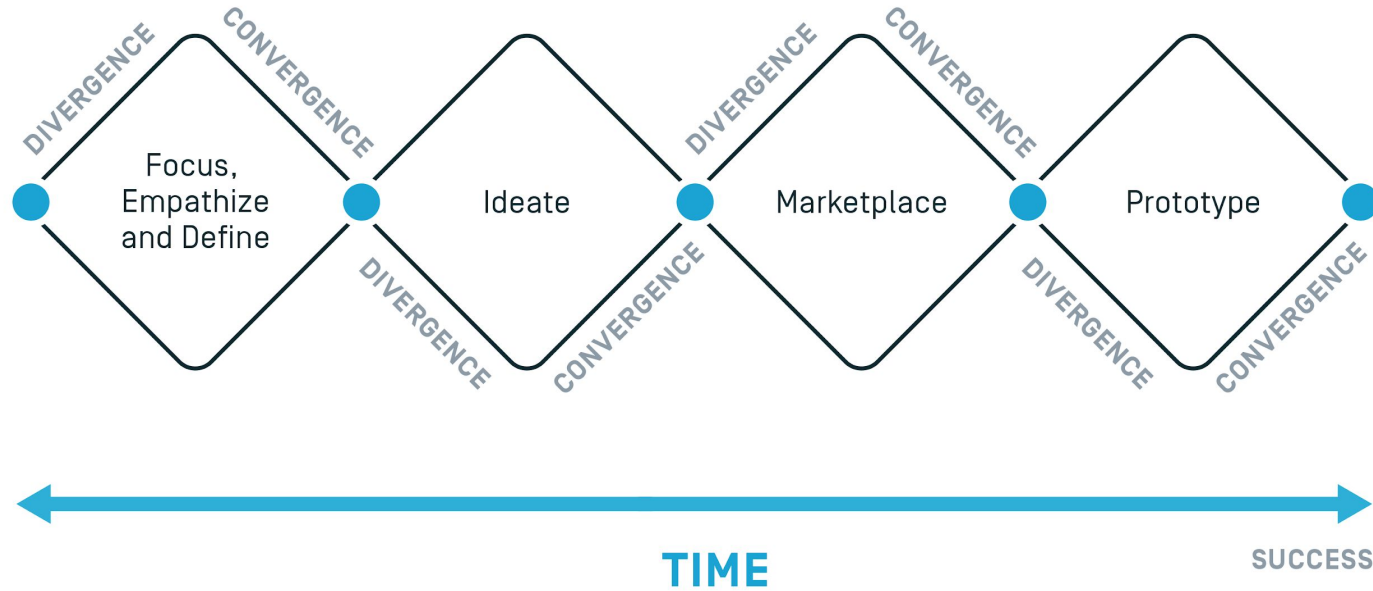 DIVERGENCE
CONVERGENCE
Focus,
Empathize
and Define
DIVERGENCE
CONVERGENCE
Ideate
DIVERGENCE
CONVERGENCE
Marketplace
DIVERGENCE
CONVERGENCE
Prototype
TIME
SUCCESS